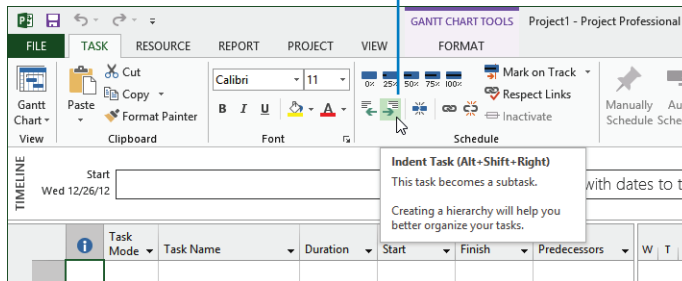 GANTT CHART TOOLS Project1 - Project Professional
FILE TASK RESOURCE REPORT PROJECT VIEW FORMAT
Gantt Chart
Paste
Cut
Copy
Format Painter
Calibri 11
B I U A
0× 25× 50× 75× 100×
Mark on Track
Respect Links
Inactivate
Manually Au
Schedule Sche
View Clipboard Font Schedule
TIMELINE
Start
Wed 12/26/12
with dates to t
Indent Task (Alt+Shift+Right)
This task becomes a subtask.
Creating a hierarchy will help you
better organize your tasks.
Task
Mode Task Name Duration Start Finish Predecessors W T